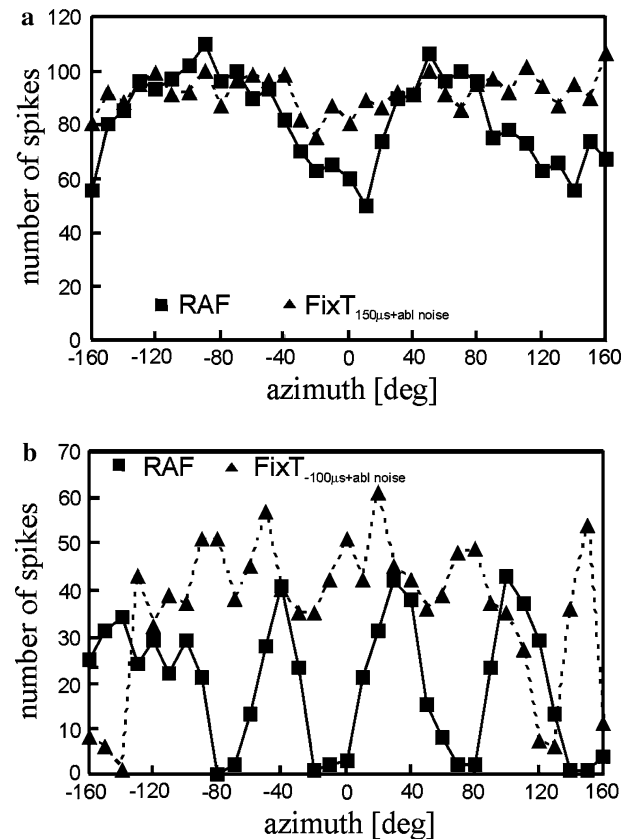 a
120
100
80
60
40
20
0
number of spikes
RAF
FixT150µs+abl noise
-160 -120 -80 -40 0 40 80 120 160
azimuth [deg]
b
70
60
50
40
30
20
10
0
number of spikes
RAF
FixT-100µs+abl noise
-160 -120 -80 -40 0 40 80 120 160
azimuth [deg]